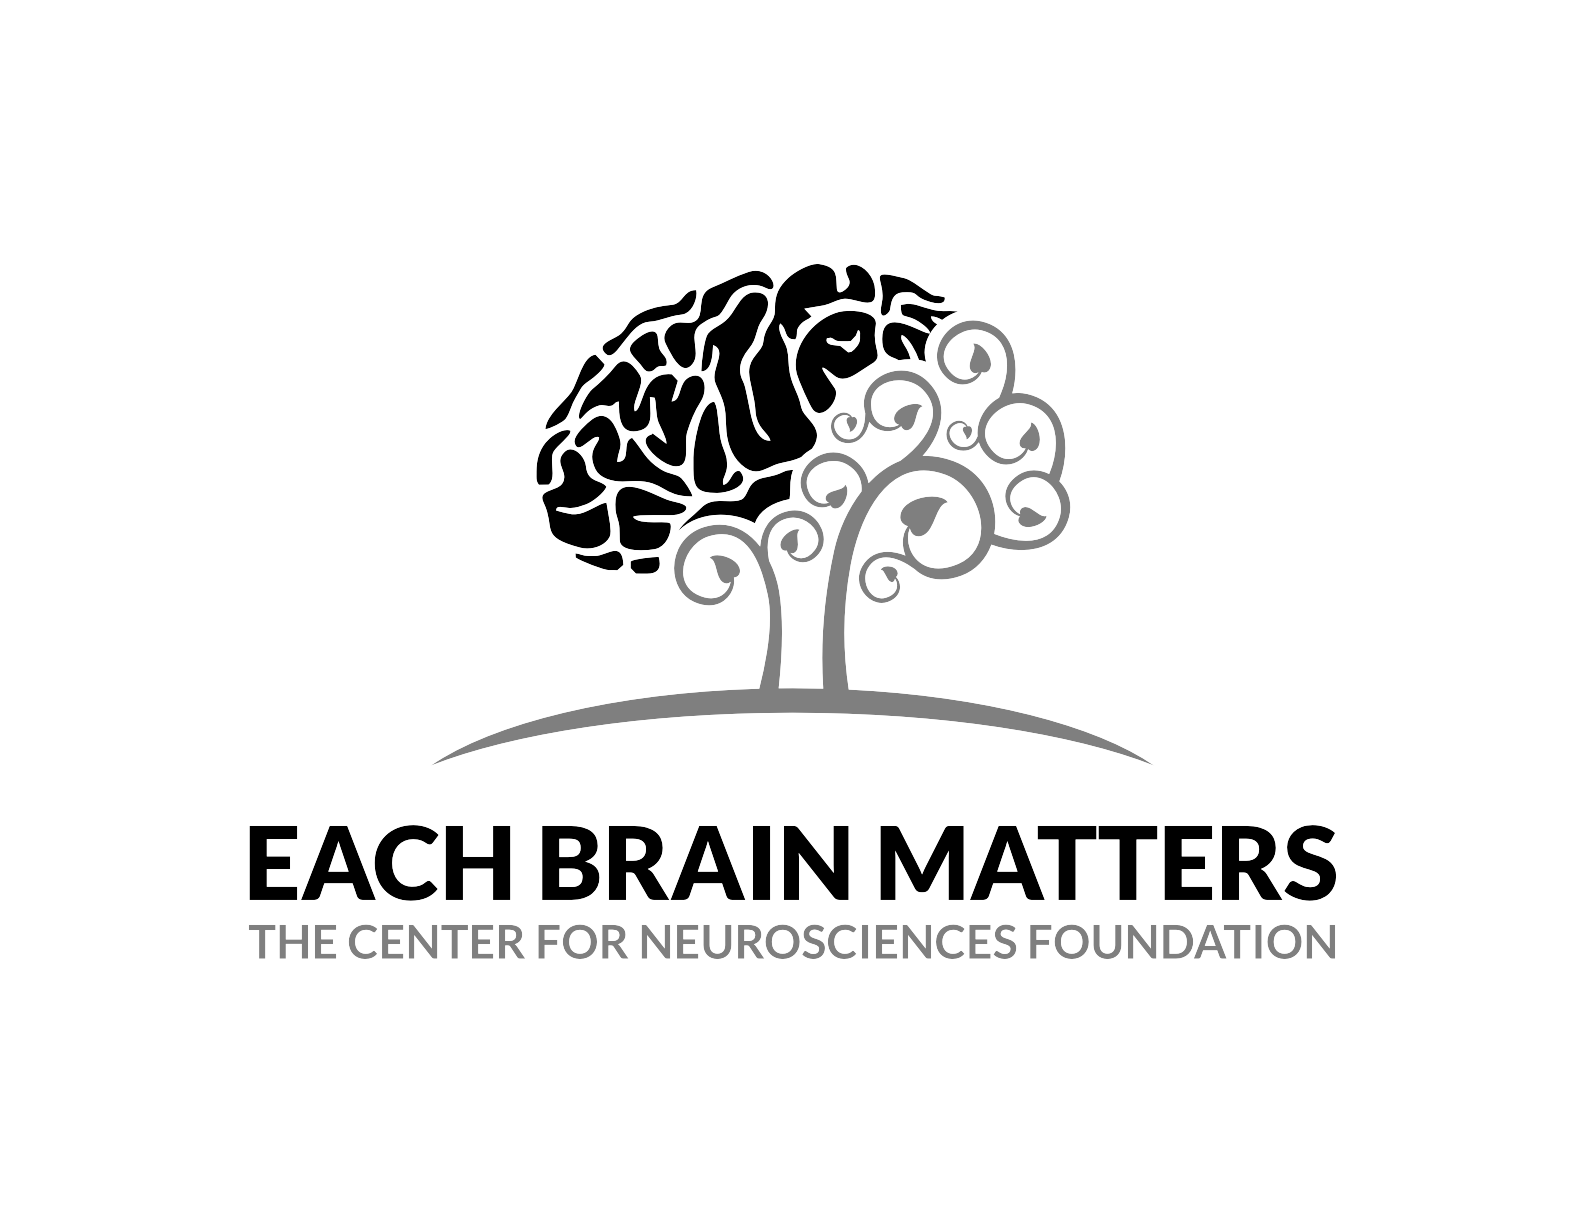 EACH BRAIN MATTERS
THE CENTER FOR NEUROSCIENCES FOUNDATION